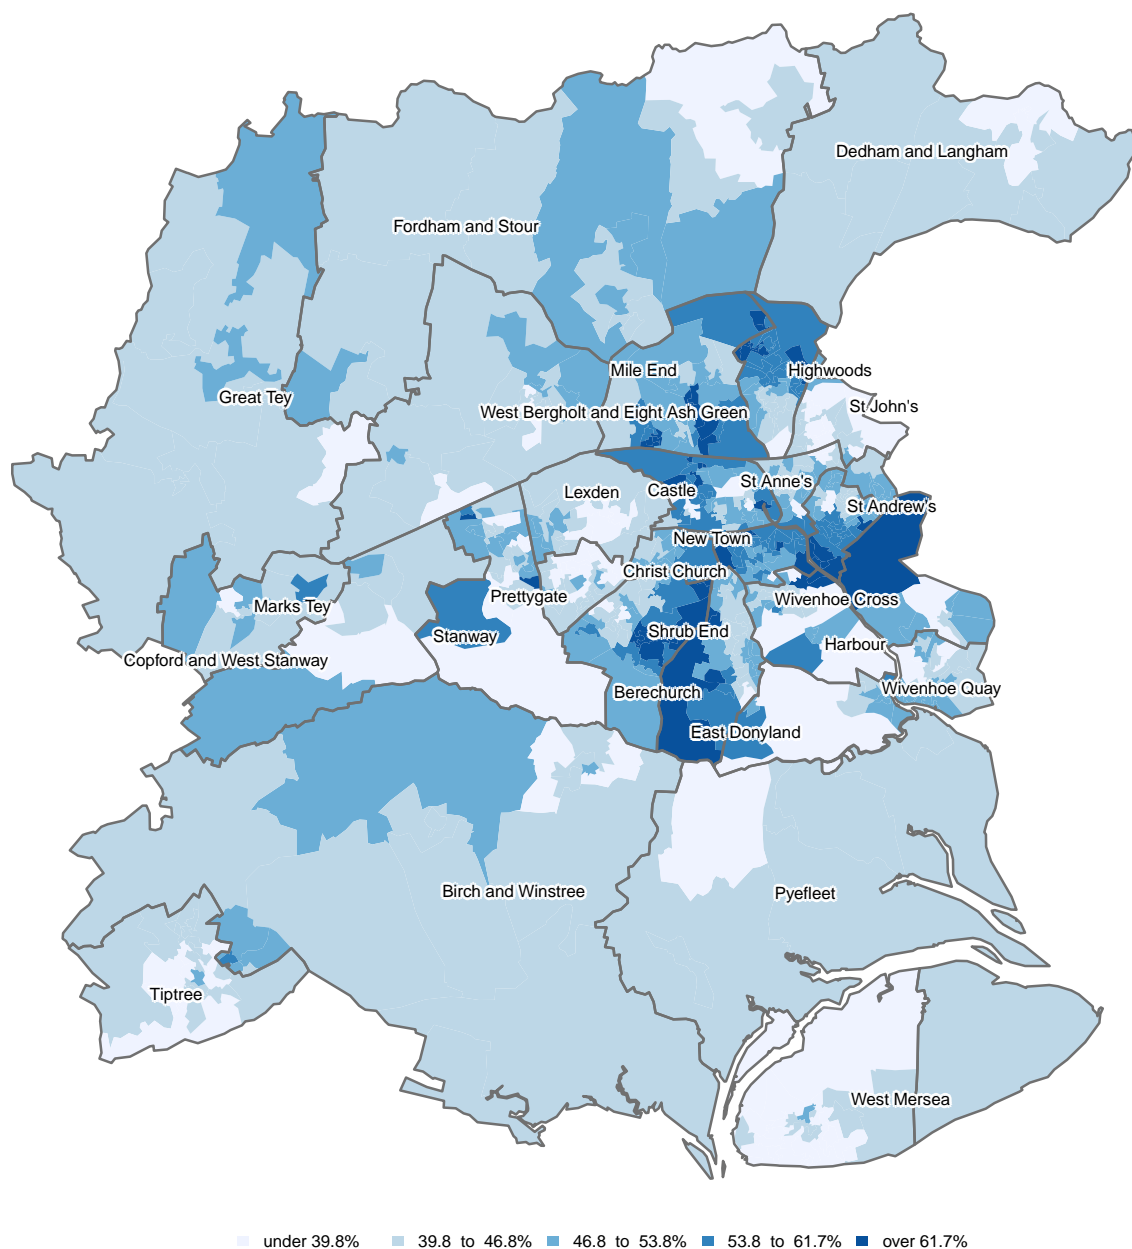 Dedham and Langham
Fordham and Stour
Mile End
Highwoods
Great Tey
St John's
West Bergholt and Eight Ash Green
St Anne's
Lexden
Castle
St Andrew's
New Town
Christ Church
Prettygate
Wivenhoe Cross
Marks Tey
Shrub End
Stanway
Harbour
Copford and West Stanway
Berechurch
Wivenhoe Quay
East Donyland
Birch and Winstree
Pyefleet
Tiptree
West Mersea
under 39.8% 39.8 to 46.8% 46.8 to 53.8% 53.8 to 61.7% over 61.7%